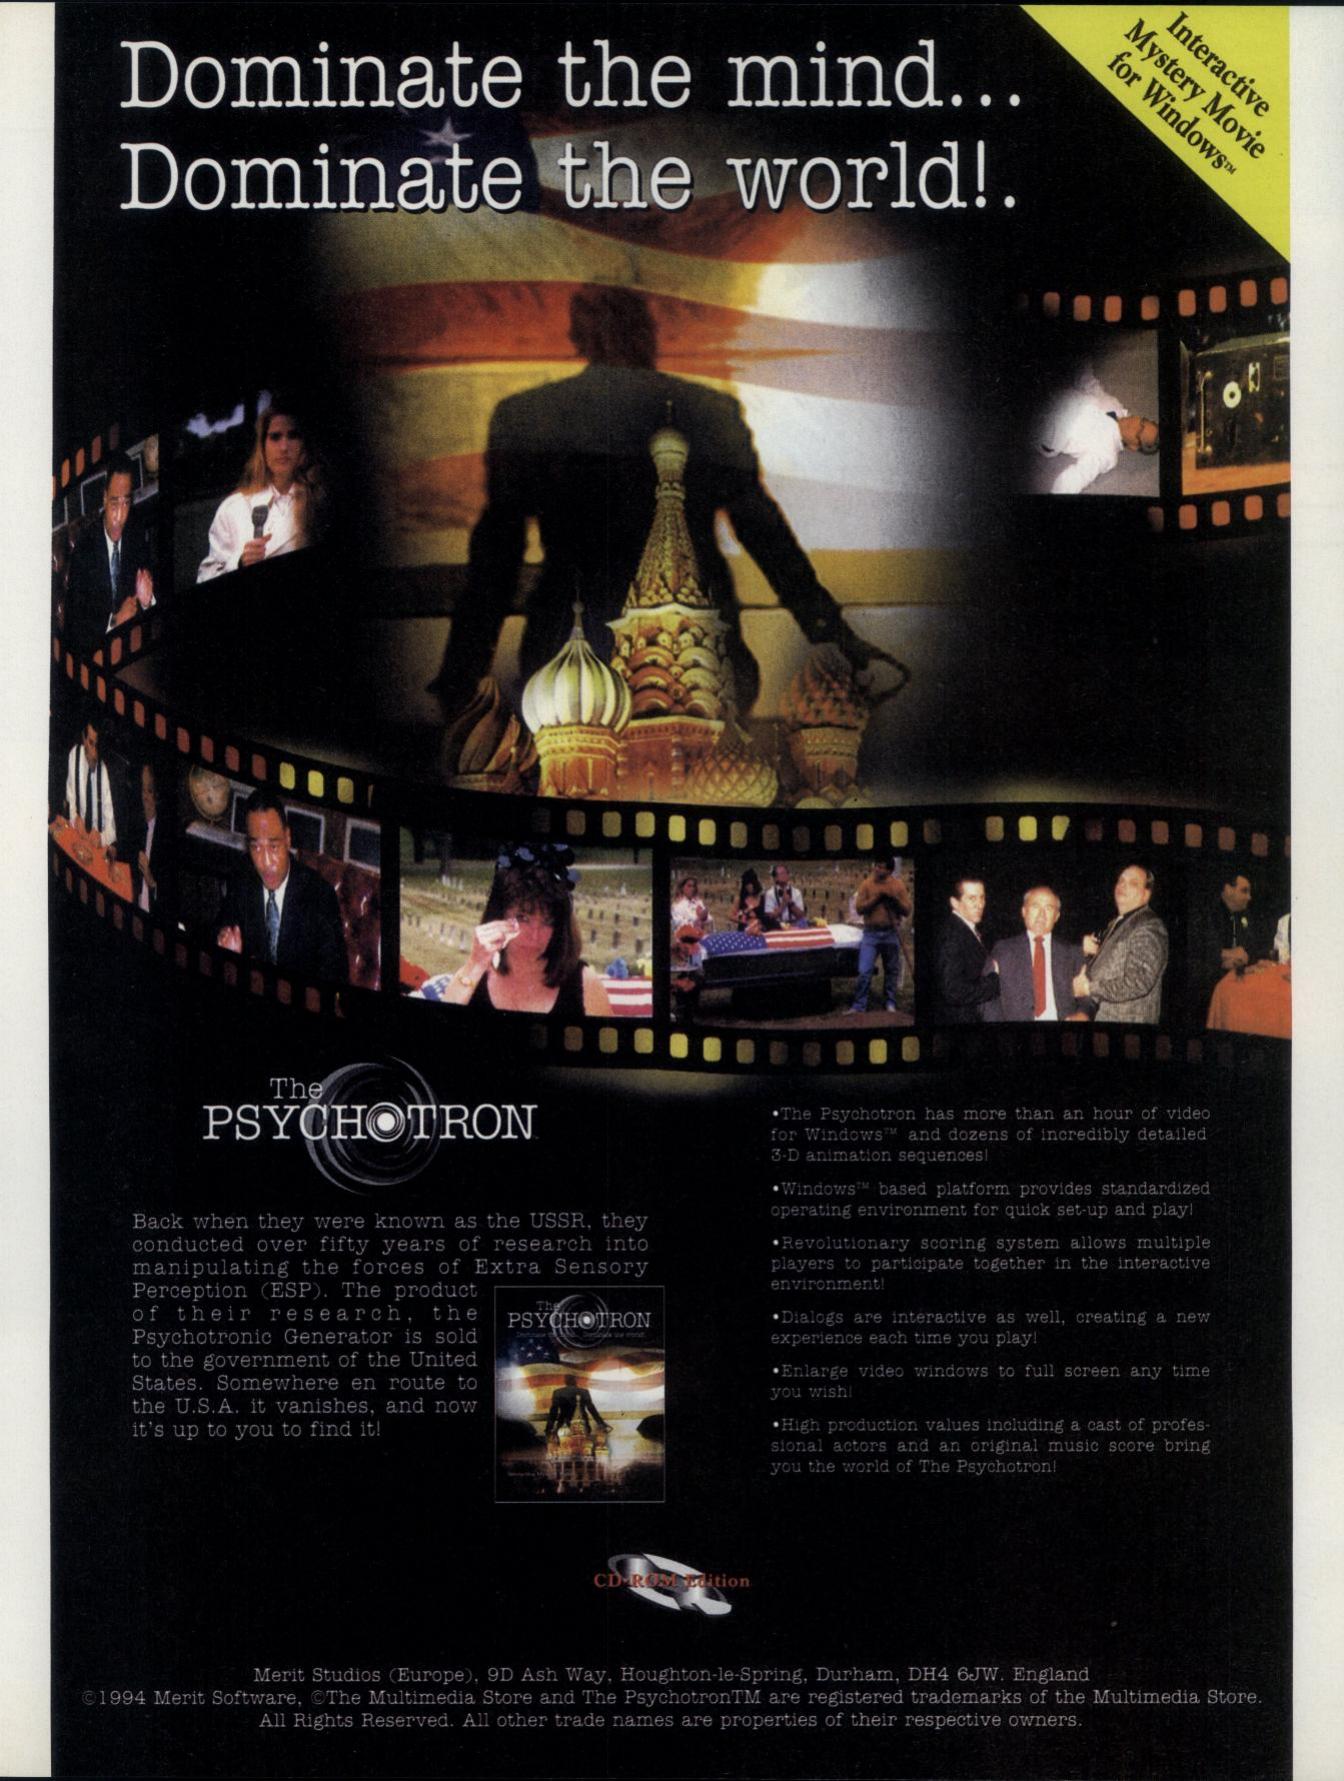 Dominate the mind...
Dominate the world!.
Interactive
Mystery Movie
for Windows™
The
PSYCHOTRON
Back when they were known as the USSR, they
conducted over fifty years of research into
manipulating the forces of Extra Sensory
Perception (ESP). The product
of their research, the
Psychotronic Generator is sold
to the government of the United
States. Somewhere en route to
the U.S.A. it vanishes, and now
it's up to you to find it!
The
PSYCHOTRON
•The Psychotron has more than an hour of video
for Windows™ and dozens of incredibly detailed
3-D animation sequences!
•Windows™ based platform provides standardized
operating environment for quick set-up and play!
•Revolutionary scoring system allows multiple
players to participate together in the interactive
environment!
•Dialogs are interactive as well, creating a new
experience each time you play!
•Enlarge video windows to full screen any time
you wish!
•High production values including a cast of profes-
sional actors and an original music score bring
you the world of The Psychotron!
CD-ROM Edition
Merit Studios (Europe), 9D Ash Way, Houghton-le-Spring, Durham, DH4 6JW. England
©1994 Merit Software, ©The Multimedia Store and The PsychotronTM are registered trademarks of the Multimedia Store.
All Rights Reserved. All other trade names are properties of their respective owners.